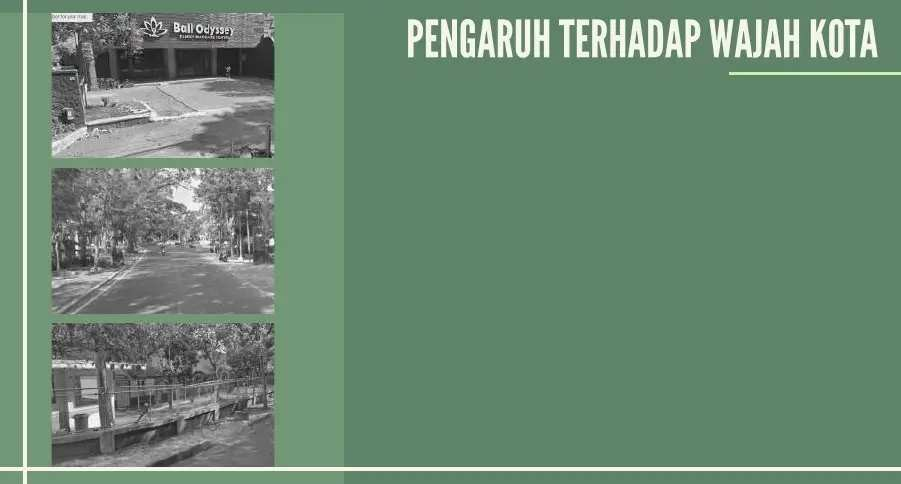 PENGARUH TERHADAP WAJAH KOTA
Bali Odyssey